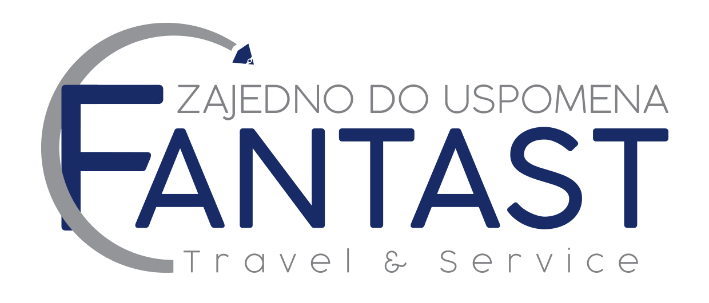 ZAJEDNO DO USPOMENA
FANTAST
Travel & Service